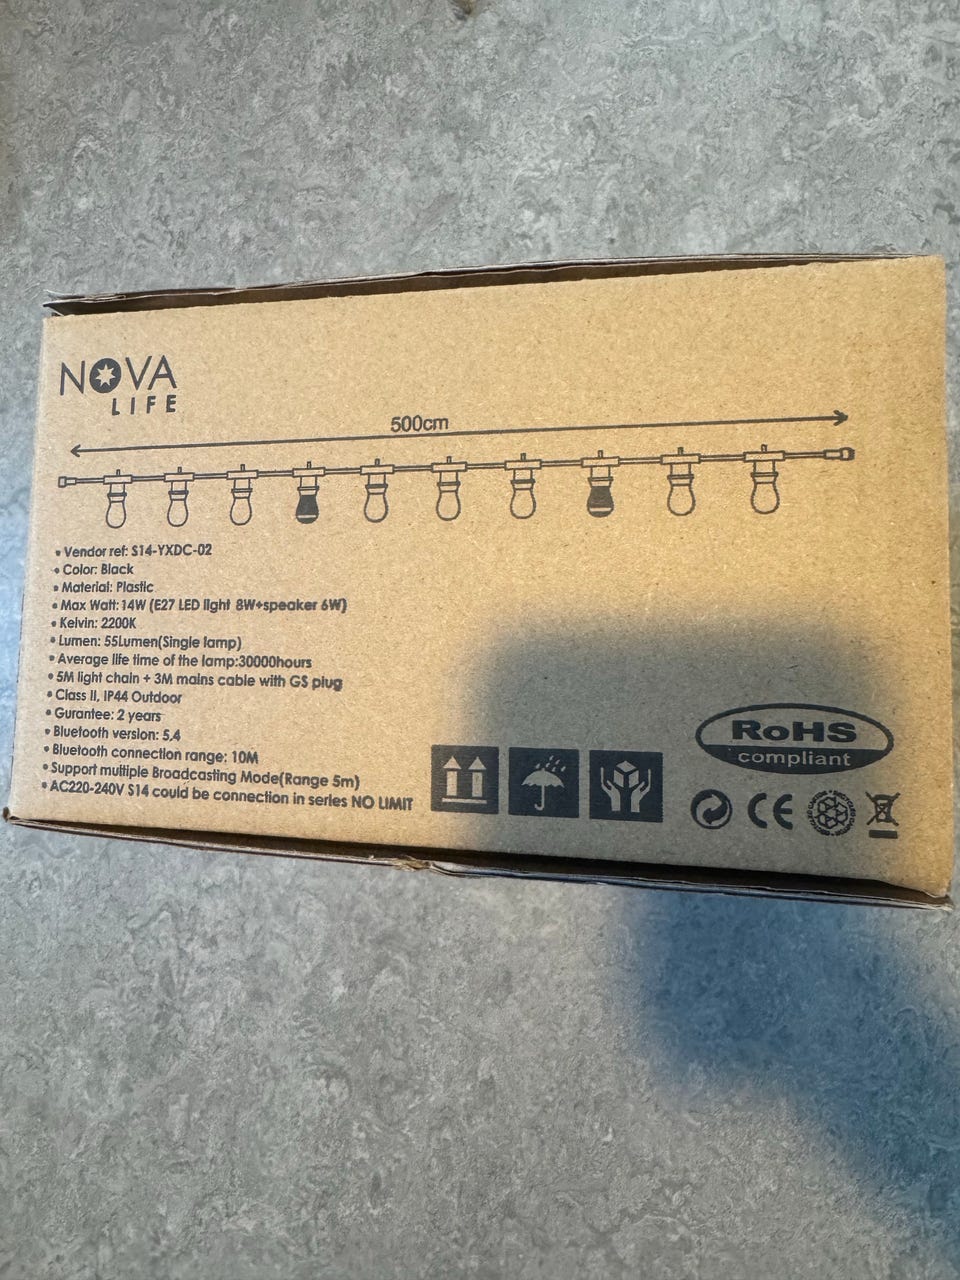 NOVA
LIFE
500cm
• Vendor ref: S14-YXDC-02
• Color: Black
• Material: Plastic
• Max Watt: 14W (E27 LED light 8W+speaker 6W)
• Kelvin: 2200K
• Lumen: 55Lumen(Single lamp)
• Average life time of the lamp:30000hours
• 5M light chain + 3M mains cable with GS plug
• Class II, IP44 Outdoor
• Gurantee: 2 years
• Bluetooth version: 5.4
• Bluetooth connection range: 10M
• Support multiple Broadcasting Mode(Range 5m)
• AC220-240V S14 could be connection in series NO LIMIT
RoHS
compliant
CE